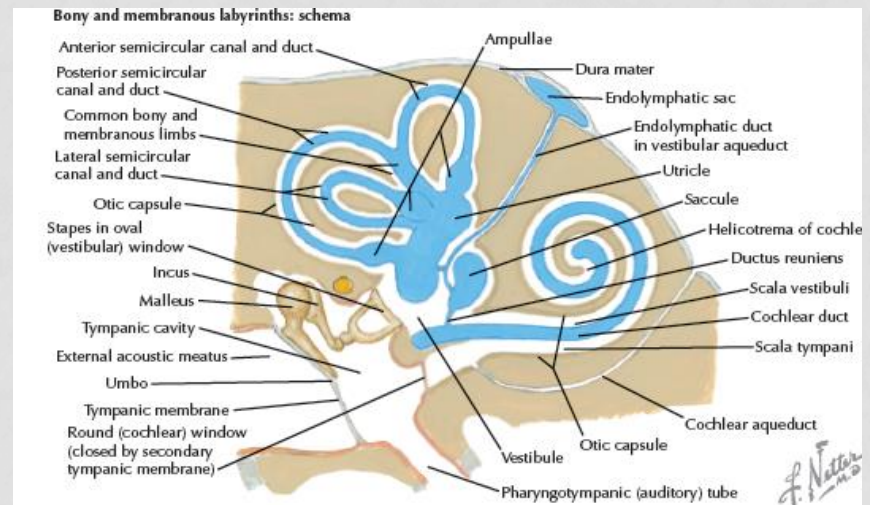 Bony and membranous labyrinths: schema
Anterior semicircular canal and duct
Posterior semicircular
canal and duct
Common bony and
membranous limbs
Lateral semicircular
canal and duct
Otic capsule
Stapes in oval
(vestibular) window
Incus
Malleus
Tympanic cavity
External acoustic meatus
Umbo
Tympanic membrane
Round (cochlear) window
(closed by secondary
tympanic membrane)
Ampullae
Dura mater
Endolymphatic sac
Endolymphatic duct
in vestibular aqueduct
Utricle
Saccule
Helicotrema of cochle
Ductus reuniens
Scala vestibuli
Cochlear duct
Scala tympani
Cochlear aqueduct
Otic capsule
Vestibule
Pharyngotympanic (auditory) tube
F. Netter
M.D.